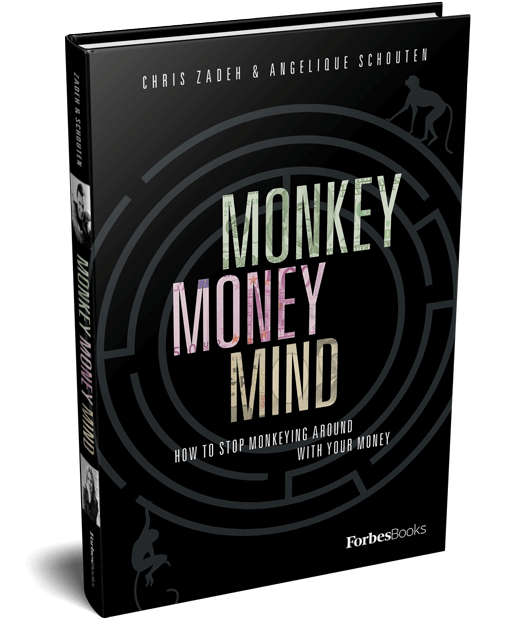 CHRIS ZADEH & ANGELIQUE SCHOUTEN
MONKEY
MONEY
MIND
HOW TO STOP MONKEYING AROUND
WITH YOUR MONEY
ForbesBooks
ZADEH & SCHOUTEN
MONKEY MONEY MIND
ForbesBooks